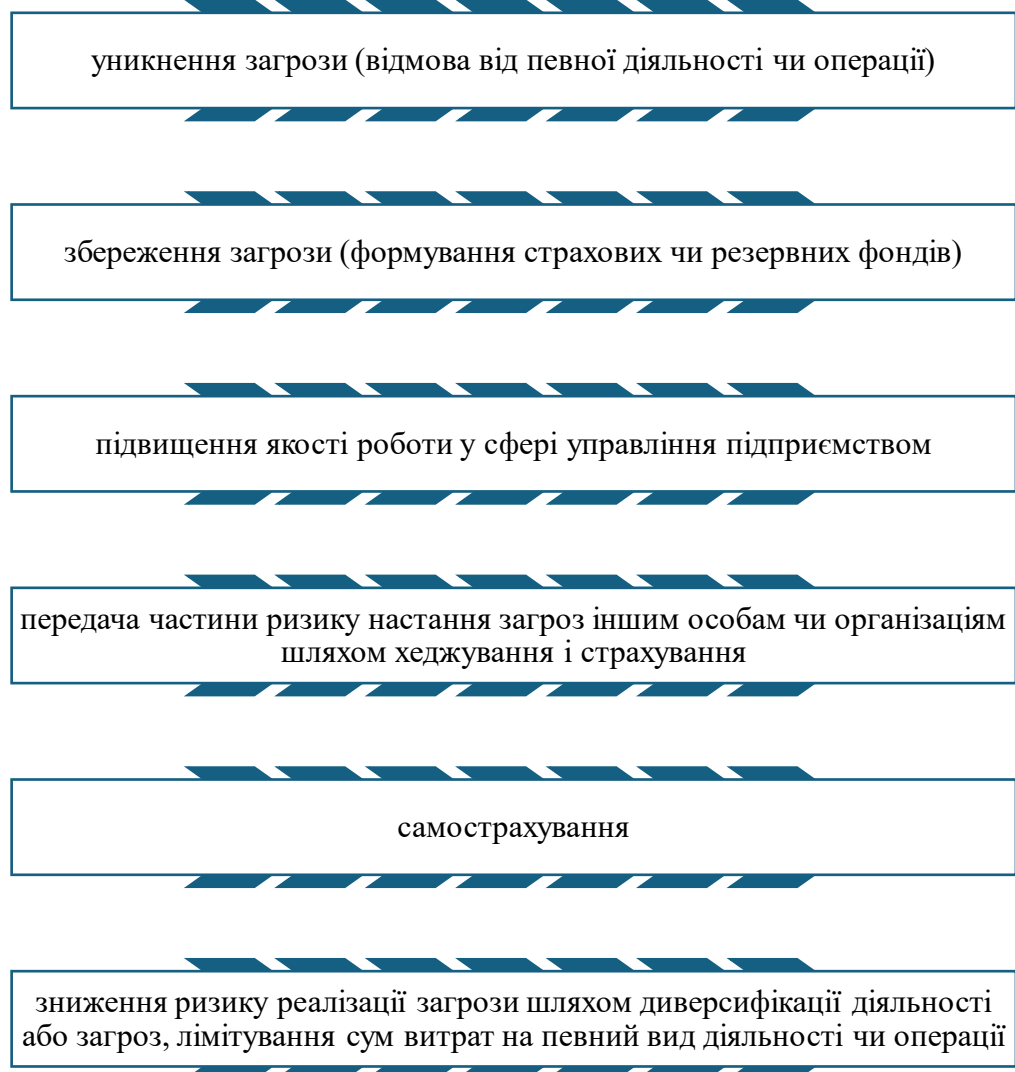 уникнення загрози (відмова від певної діяльності чи операції)
збереження загрози (формування страхових чи резервних фондів)
підвищення якості роботи у сфері управління підприємством
передача частини ризику настання загроз іншим особам чи організаціям
шляхом хеджування і страхування
самострахування
зниження ризику реалізації загрози шляхом диверсифікації діяльності
або загроз, лімітування сум витрат на певний вид діяльності чи операції